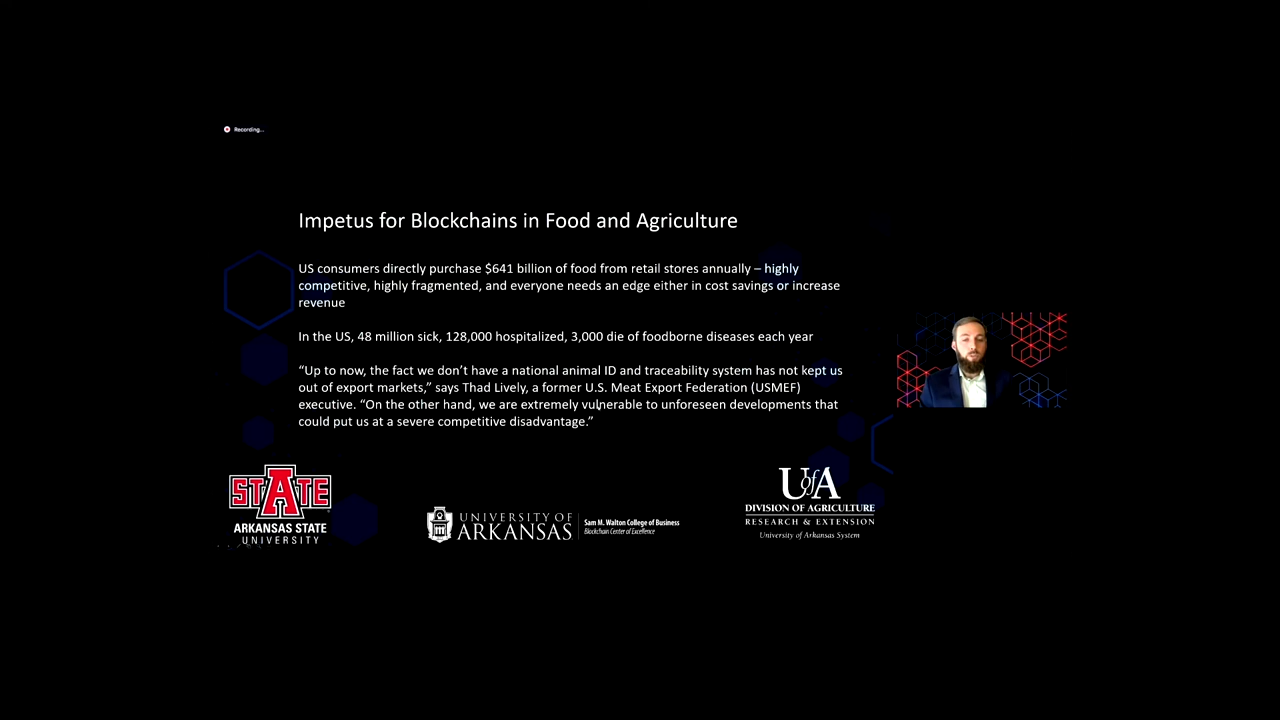 Recording...
Impetus for Blockchains in Food and Agriculture
US consumers directly purchase $641 billion of food from retail stores annually – highly
competitive, highly fragmented, and everyone needs an edge either in cost savings or increase
revenue
In the US, 48 million sick, 128,000 hospitalized, 3,000 die of foodborne diseases each year
“Up to now, the fact we don’t have a national animal ID and traceability system has not kept us
out of export markets,” says Thad Lively, a former U.S. Meat Export Federation (USMEF)
executive. “On the other hand, we are extremely vulnerable to unforeseen developments that
could put us at a severe competitive disadvantage.”
STATE
ARKANSAS STATE
UNIVERSITY
UNIVERSITY OF
ARKANSAS
Sam M. Walton College of Business
Blockchain Center of Excellence
UofA
DIVISION OF AGRICULTURE
RESEARCH & EXTENSION
University of Arkansas System